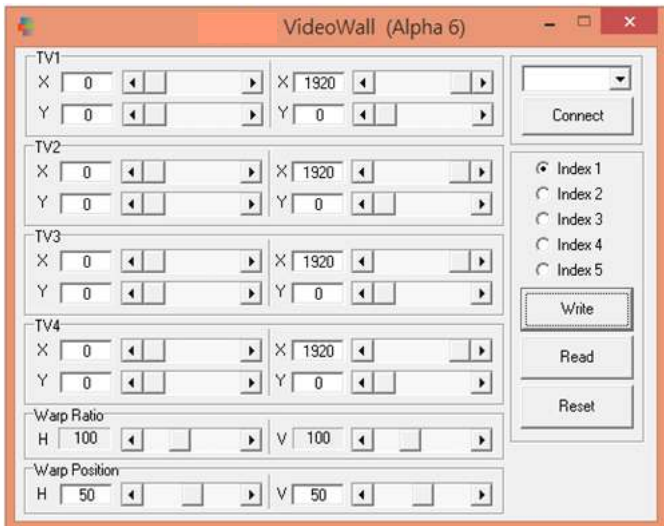 VideoWall (Alpha 6)
TV1
X 0 X 1920
Y 0 Y 0
TV2
X 0 X 1920
Y 0 Y 0
TV3
X 0 X 1920
Y 0 Y 0
TV4
X 0 X 1920
Y 0 Y 0
Warp Ratio
H 100 V 100
Warp Position
H 50 V 50
Connect
Index 1
Index 2
Index 3
Index 4
Index 5
Write
Read
Reset